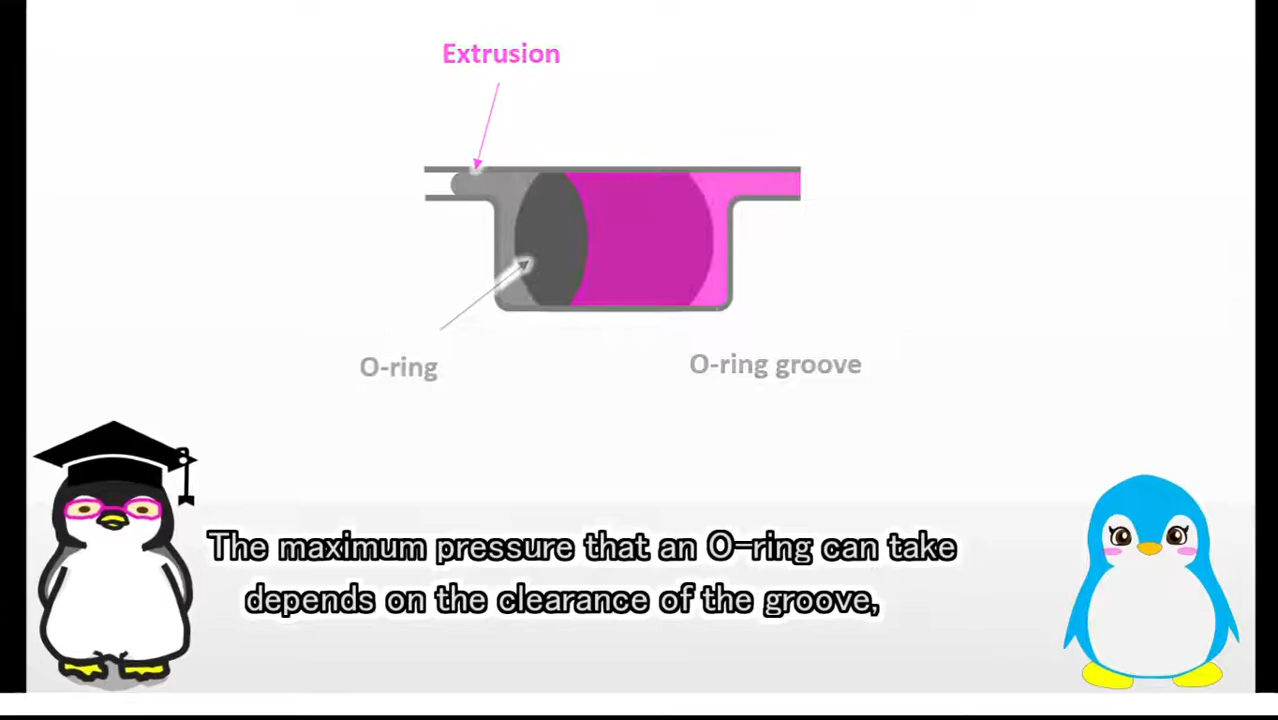 Extrusion
O-ring
O-ring groove
The maximum pressure that an O-ring can take
depends on the clearance of the groove,